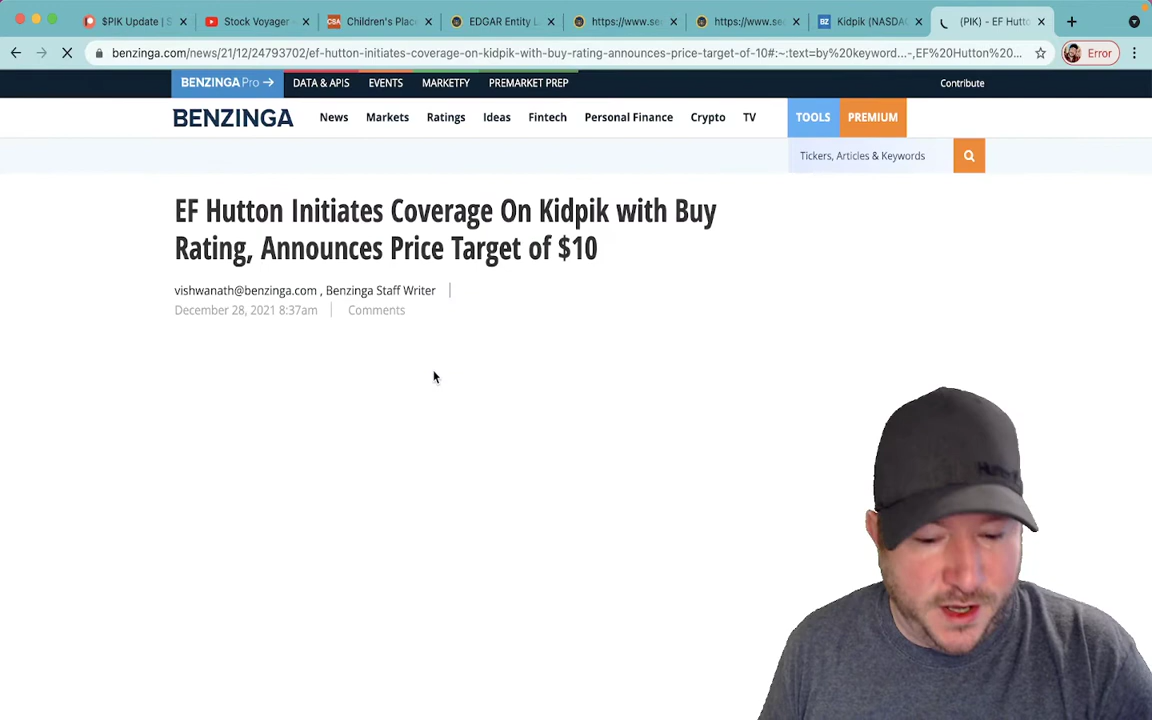 $PIK Update | S
Stock Voyager -
Children's Place
EDGAR Entity L
https://www.sec
https://www.sec
Kidpik (NASDAC
(PIK) - EF Hutto
benzinga.com/news/21/12/24793702/ef-hutton-initiates-coverage-on-kidpik-with-buy-rating-announces-price-target-of-10#:~:text=by%20keyword...-,EF%20Hutton%20...
Error
BENZINGA Pro →
DATA & APIS
EVENTS
MARKETFY
PREMARKET PREP
Contribute
BENZINGA
News
Markets
Ratings
Ideas
Fintech
Personal Finance
Crypto
TV
TOOLS
PREMIUM
Tickers, Articles & Keywords
EF Hutton Initiates Coverage On Kidpik with Buy
Rating, Announces Price Target of $10
vishwanath@benzinga.com , Benzinga Staff Writer
December 28, 2021 8:37am
Comments